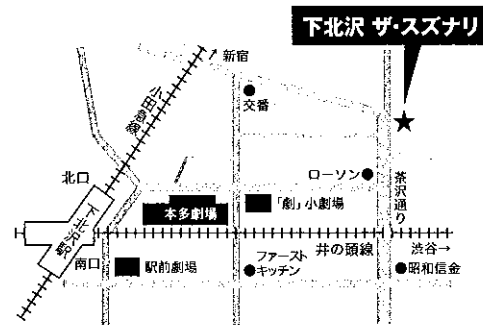 下北沢 ザ・スズナリ
新宿
小田急線
交番
北口
ローソン
茶沢通り
本多劇場
「劇」小劇場
下北沢駅
井の頭線
渋谷→
南口
駅前劇場
ファースト
キッチン
昭和信金